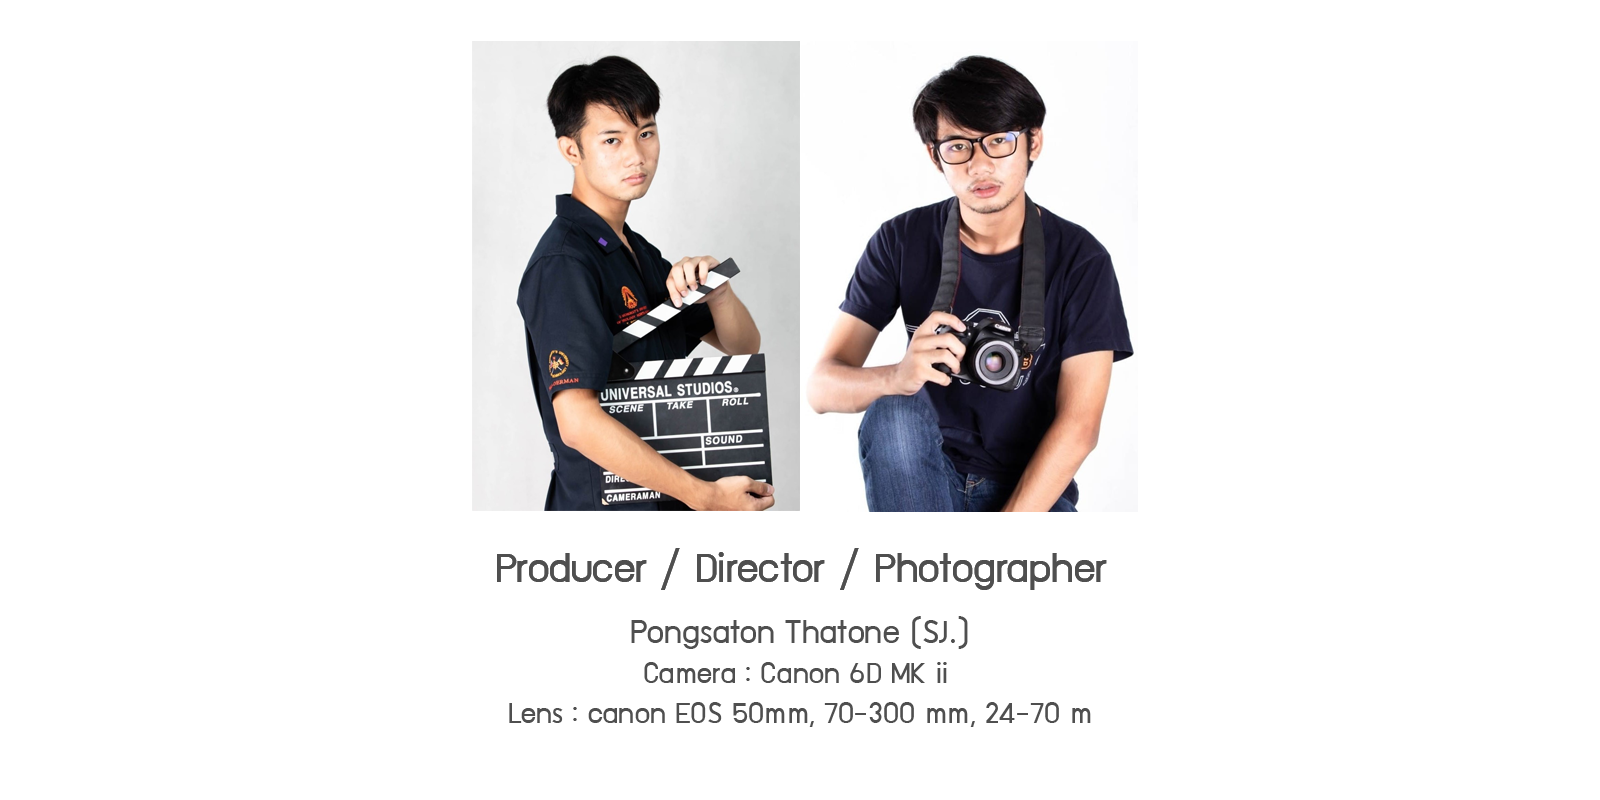 UNIVERSAL STUDIOS®
SCENE TAKE ROLL
SOUND
CAMERAMAN
Producer / Director / Photographer
Pongsaton Thatone (SJ.)
Camera : Canon 6D MK ii
Lens : canon EOS 50mm, 70-300 mm, 24-70 m